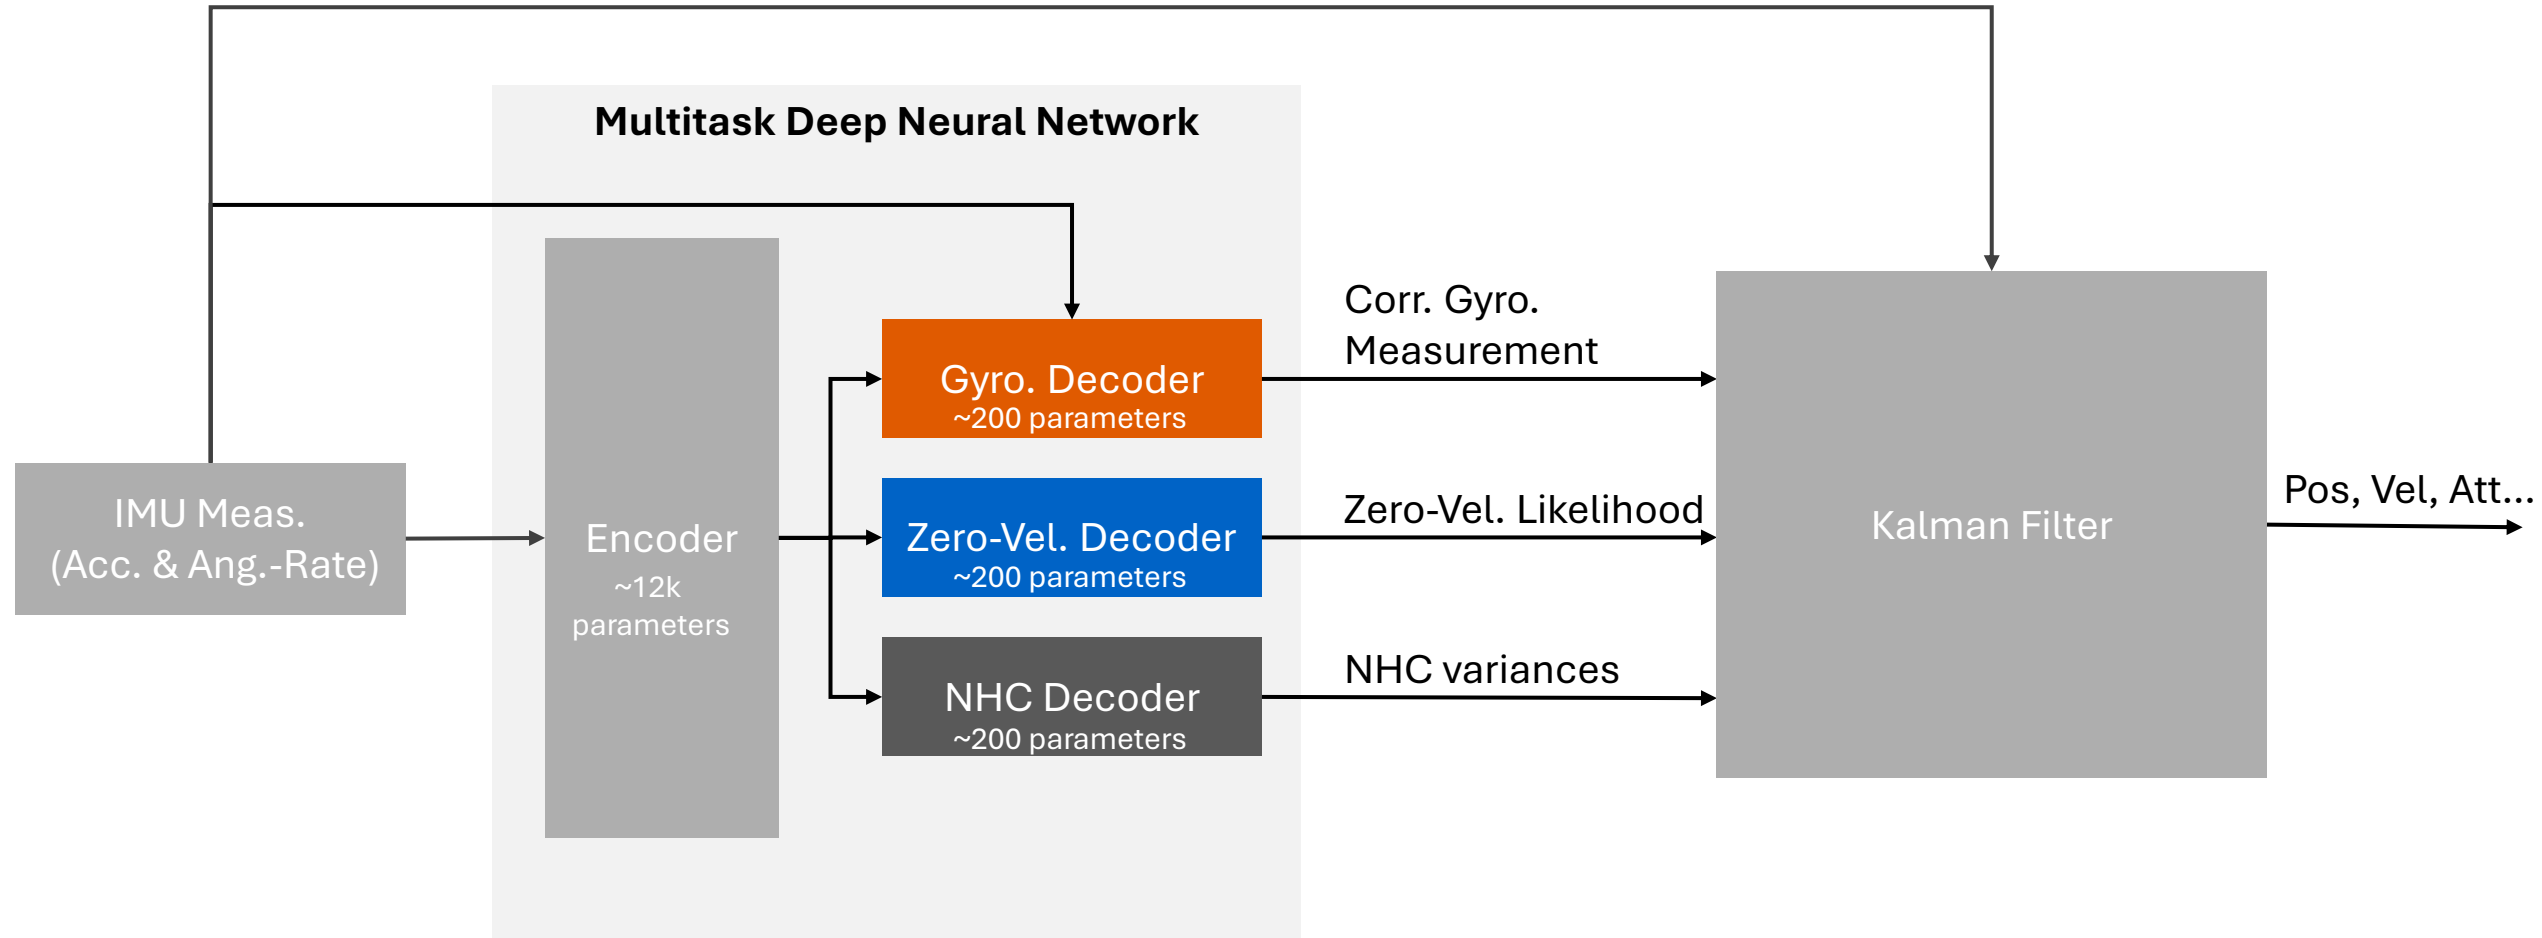 Multitask Deep Neural Network
IMU Meas.
(Acc. & Ang.-Rate)
Encoder
~12k
parameters
Gyro. Decoder
~200 parameters
Zero-Vel. Decoder
~200 parameters
NHC Decoder
~200 parameters
Corr. Gyro.
Measurement
Zero-Vel. Likelihood
NHC variances
Kalman Filter
Pos, Vel, Att...